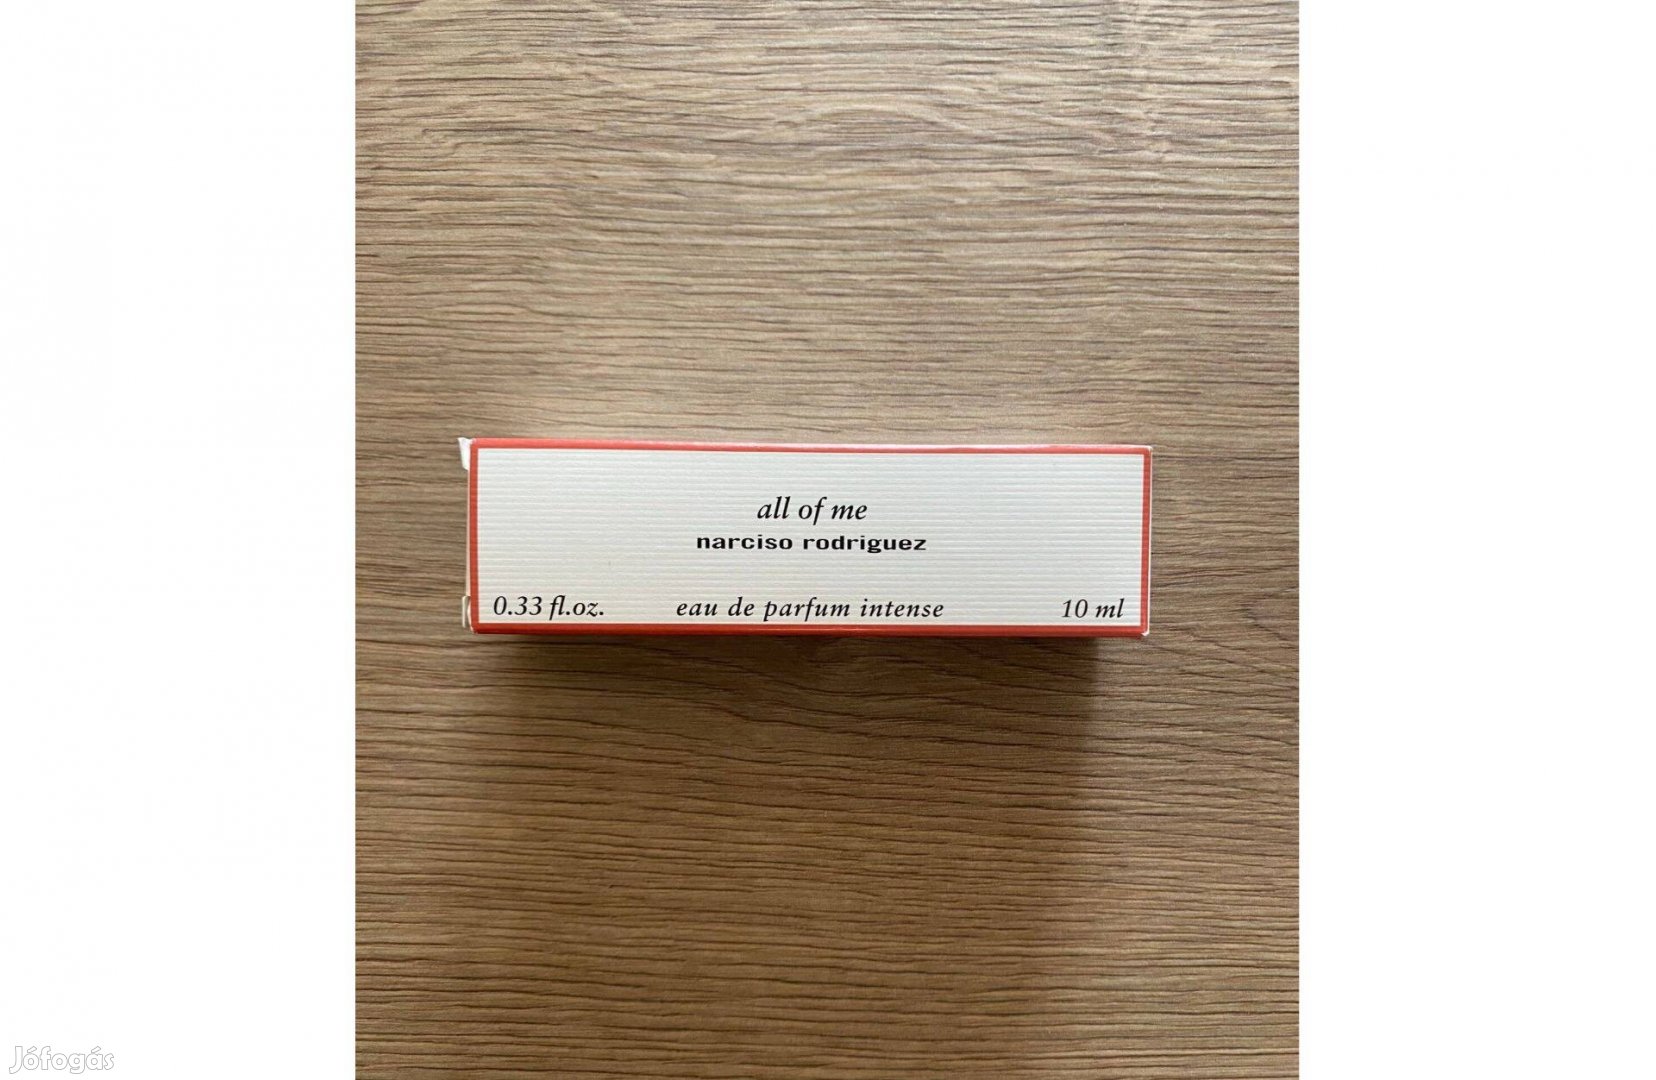 all of me
narciso rodriguez
0.33 fl.oz. eau de parfum intense 10 ml
Jófogás